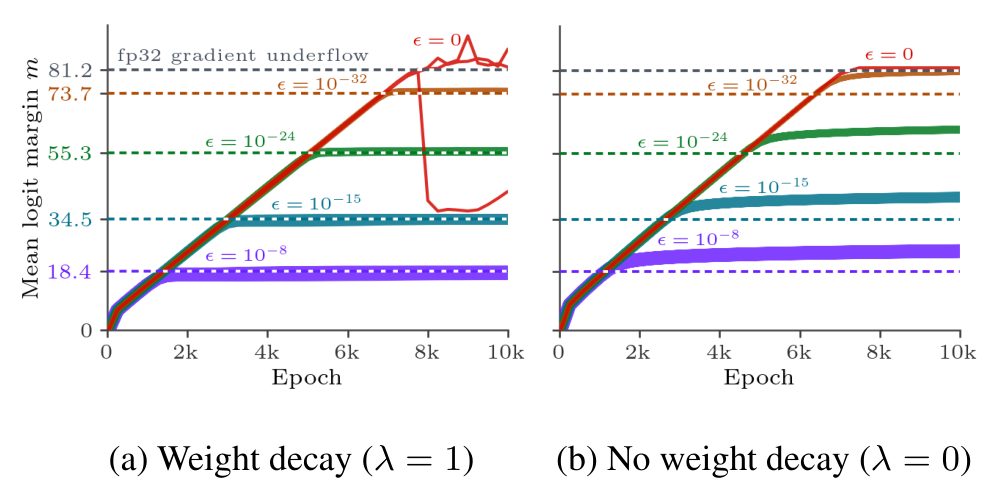 Mean logit margin m
fp32 gradient underflow
81.2
73.7
55.3
34.5
18.4
0
ϵ = 0
ϵ = 10⁻³²
ϵ = 10⁻²⁴
ϵ = 10⁻¹⁵
ϵ = 10⁻⁸
0 2k 4k 6k 8k 10k
Epoch
(a) Weight decay (λ = 1)
ϵ = 0
ϵ = 10⁻³²
ϵ = 10⁻²⁴
ϵ = 10⁻¹⁵
ϵ = 10⁻⁸
0 2k 4k 6k 8k 10k
Epoch
(b) No weight decay (λ = 0)